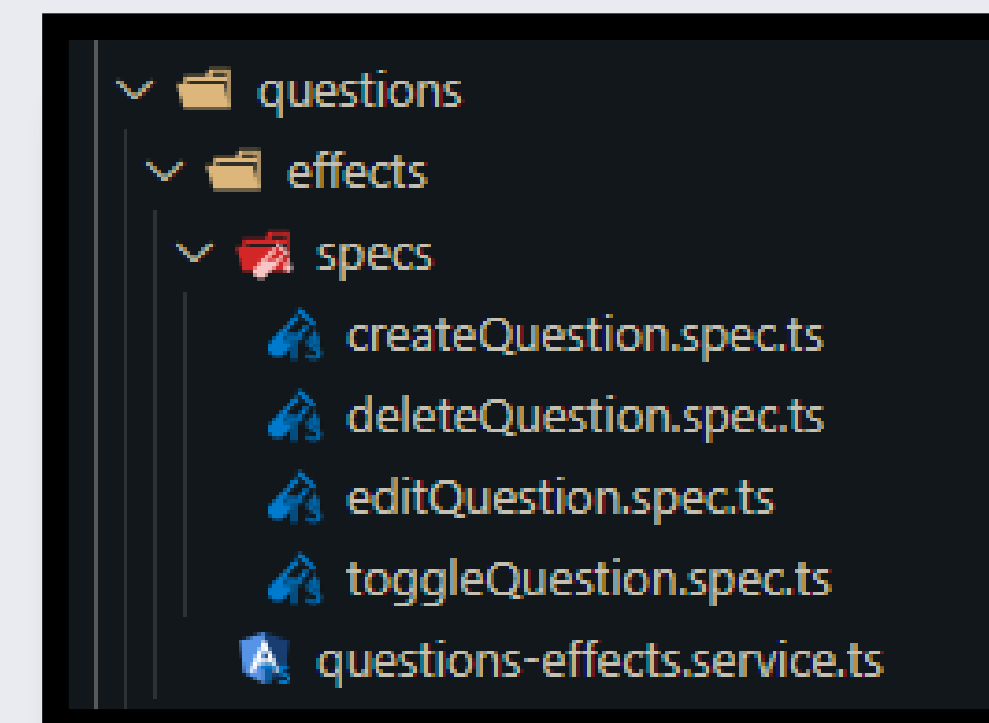 questions
effects
specs
createQuestion.spec.ts
deleteQuestion.spec.ts
editQuestion.spec.ts
toggleQuestion.spec.ts
questions-effects.service.ts